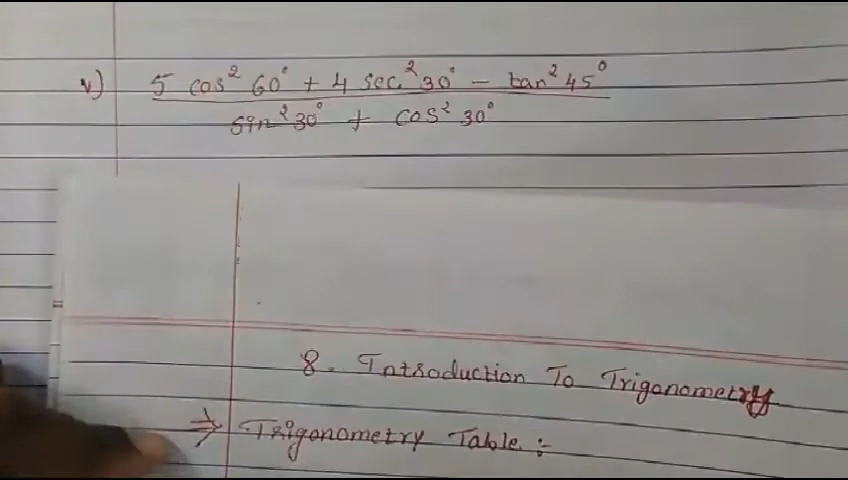 v) 5 cos² 60° + 4 sec² 30° - tan² 45°
sin² 30° + cos² 30°
8. Introduction To Trigonometry
⇒ Trigonometry Table :-